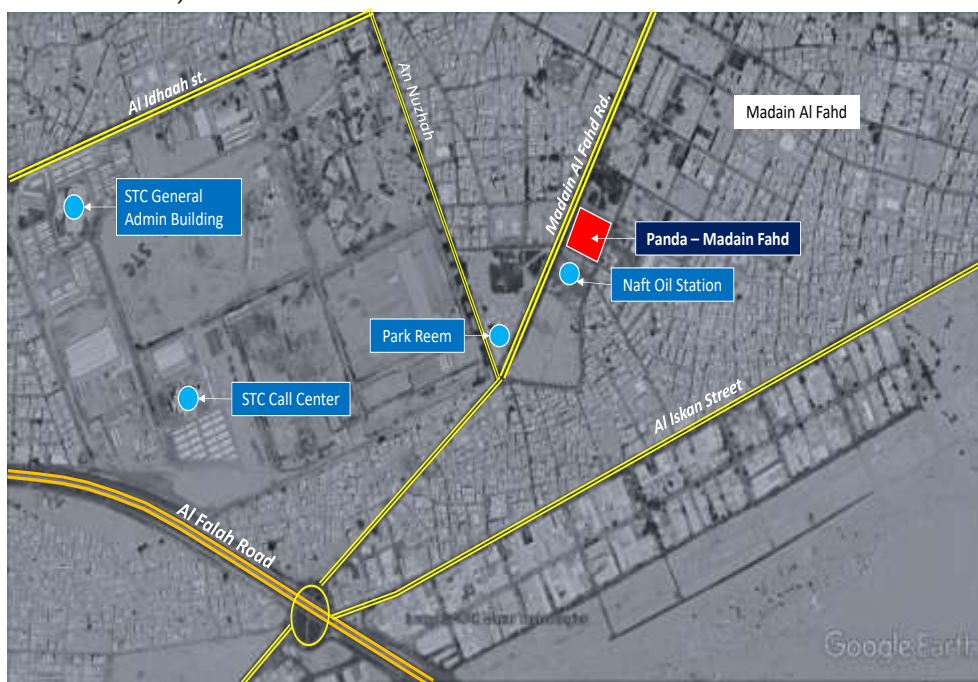 Al Idhaah st.
An Nuzhah
Madain Al Fahd Rd.
Madain Al Fahd
STC General
Admin Building
Panda – Madain Fahd
STC
Naft Oil Station
Park Reem
STC Call Center
Al Iskan Street
Al Falah Road
Google Earth